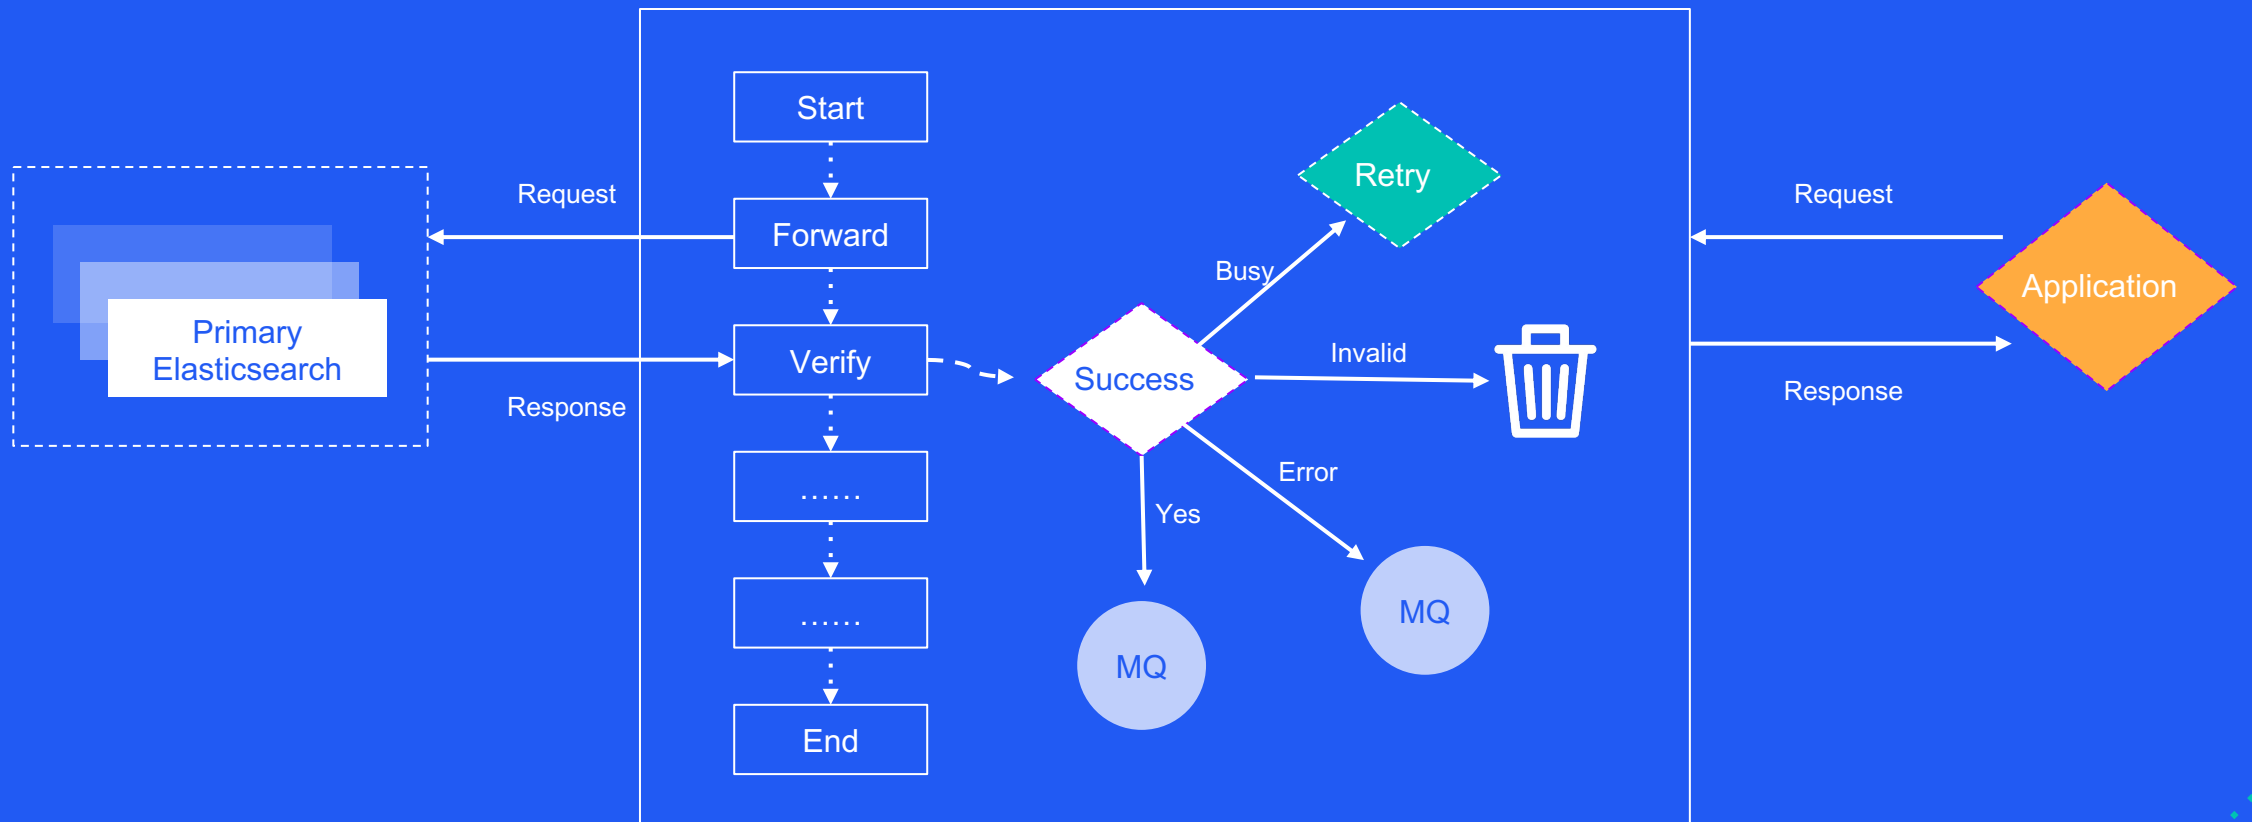 Start
Request
Forward
Primary
Elasticsearch
Response
Verify
……
……
End
Retry
Busy
Success
Invalid
Error
Yes
MQ
MQ
Request
Application
Response